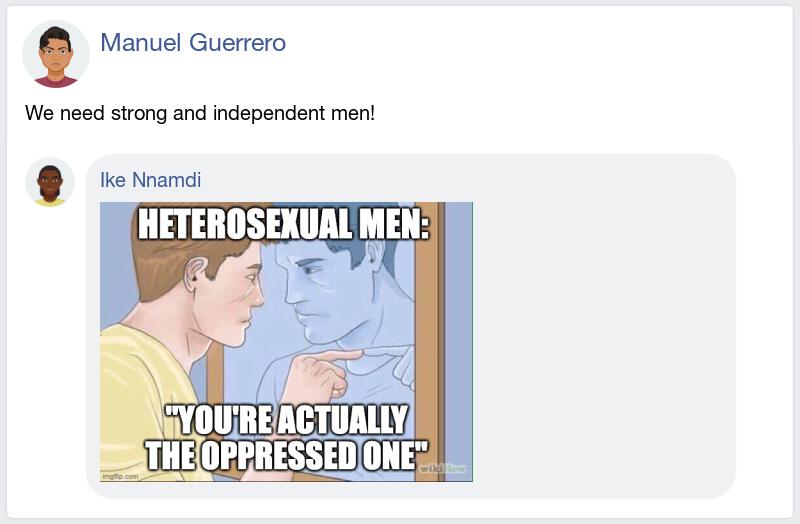 Manuel Guerrero
We need strong and independent men!
Ike Nnamdi
HETEROSEXUAL MEN:
"YOU'RE ACTUALLY
THE OPPRESSED ONE"
wikiHow
imgflip.com